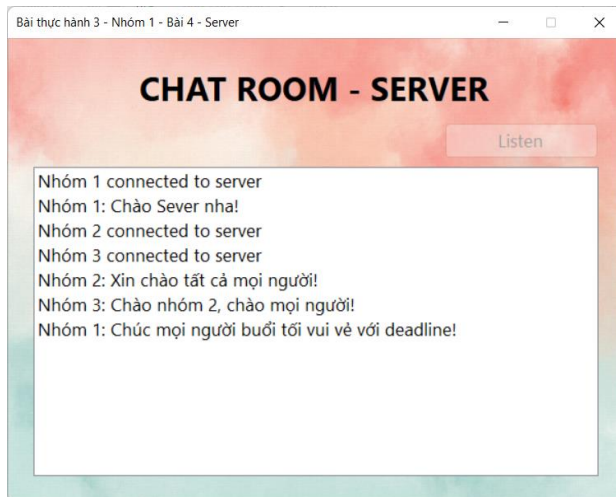 Bài thực hành 3 - Nhóm 1 - Bài 4 - Server
CHAT ROOM - SERVER
Listen
Nhóm 1 connected to server
Nhóm 1: Chào Sever nha!
Nhóm 2 connected to server
Nhóm 3 connected to server
Nhóm 2: Xin chào tất cả mọi người!
Nhóm 3: Chào nhóm 2, chào mọi người!
Nhóm 1: Chúc mọi người buổi tối vui vẻ với deadline!